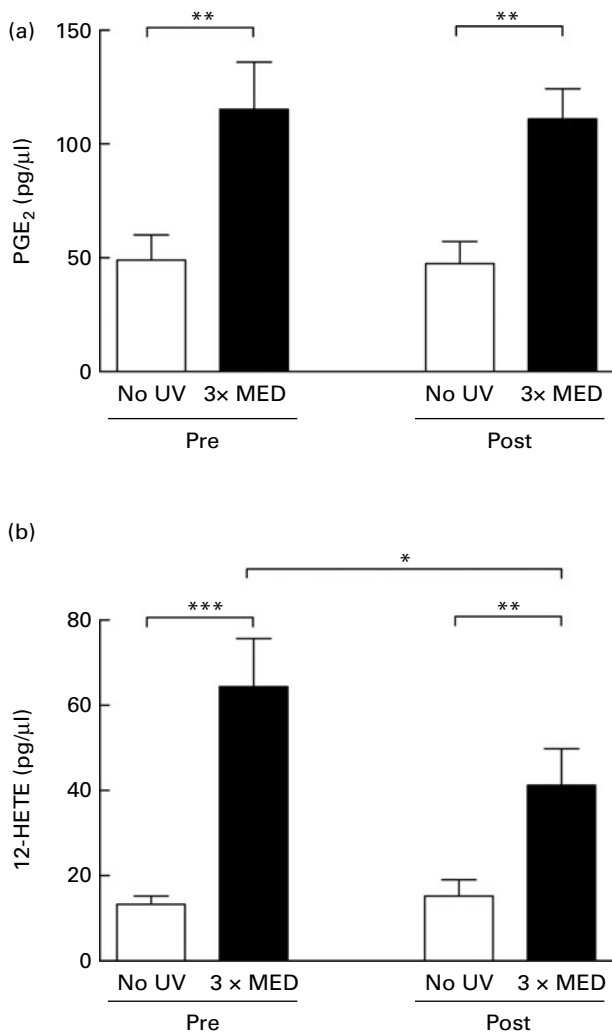 (a)
** **
150
100
50
0
PGE₂ (pg/µl)
No UV 3× MED No UV 3× MED
Pre Post
(b)
*
*** **
80
60
40
20
0
12-HETE (pg/µl)
No UV 3 × MED No UV 3 × MED
Pre Post